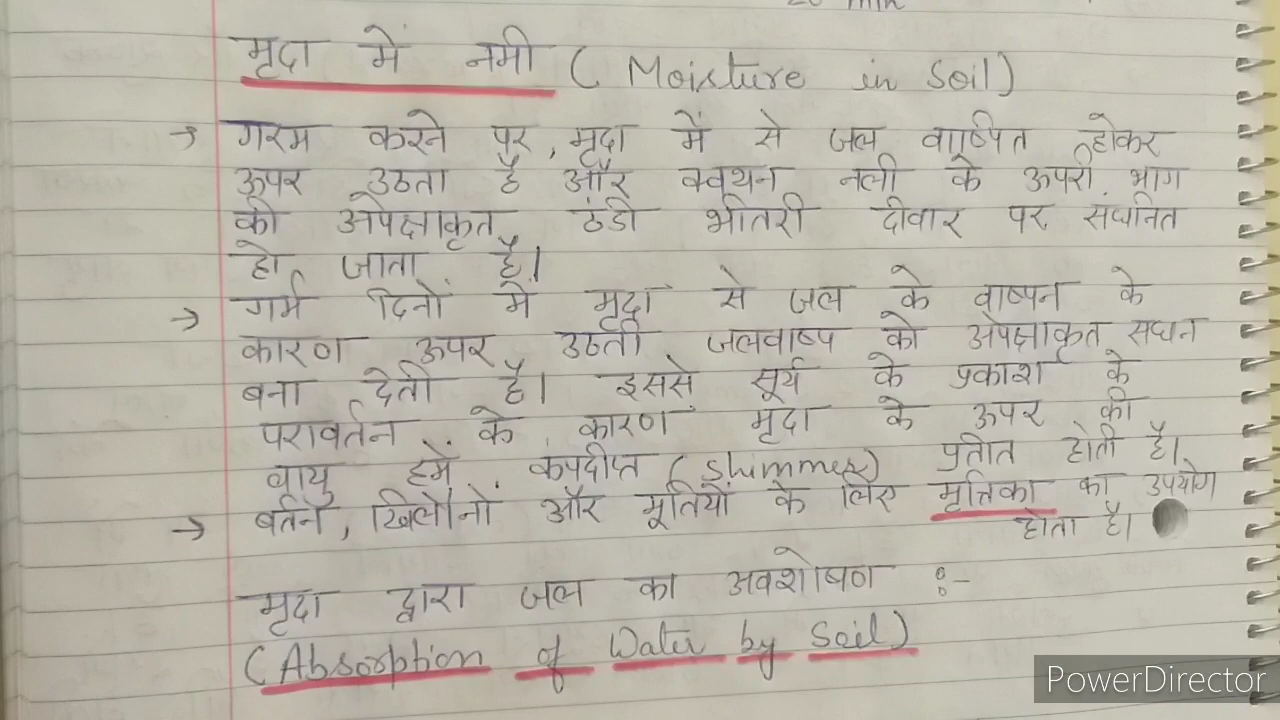 20 min
मृदा में नमी ( Moisture in Soil)
→ गरम करने पर, मृदा में से जल वाष्पित होकर
ऊपर उठता है और क्वथन नली के ऊपरी भाग
की अपेक्षाकृत ठंडी भीतरी दीवार पर संघनित
हो जाता है।
→ गर्म दिनों में मृदा से जल के वाष्पन के
कारण ऊपर उठती जलवाष्प को अपेक्षाकृत सघन
बना देती है। इससे सूर्य के प्रकाश के
परावर्तन के कारण मृदा के ऊपर की
वायु हमें कंपदीप्त (Shimmer) प्रतीत होती है।
→ बर्तन, खिलौनों और मूर्तियों के लिए मृत्तिका का उपयोग
होता है।
मृदा द्वारा जल का अवशोषण :-
(Absorption of Water by Soil)
PowerDirector